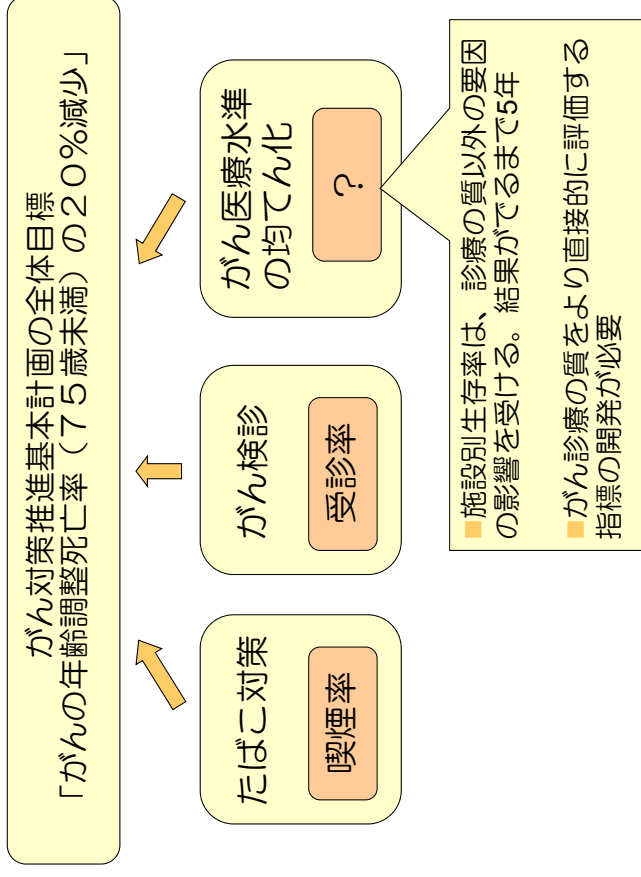 がん対策推進基本計画の全体目標
「がんの年齢調整死亡率（７５歳未満）の２０％減少」
たばこ対策
喫煙率
がん検診
受診率
がん医療水準
の均てん化
？
■施設別生存率は、診療の質以外の要因
の影響を受ける。結果がでるまで5年
■がん診療の質をより直接的に評価する
指標の開発が必要